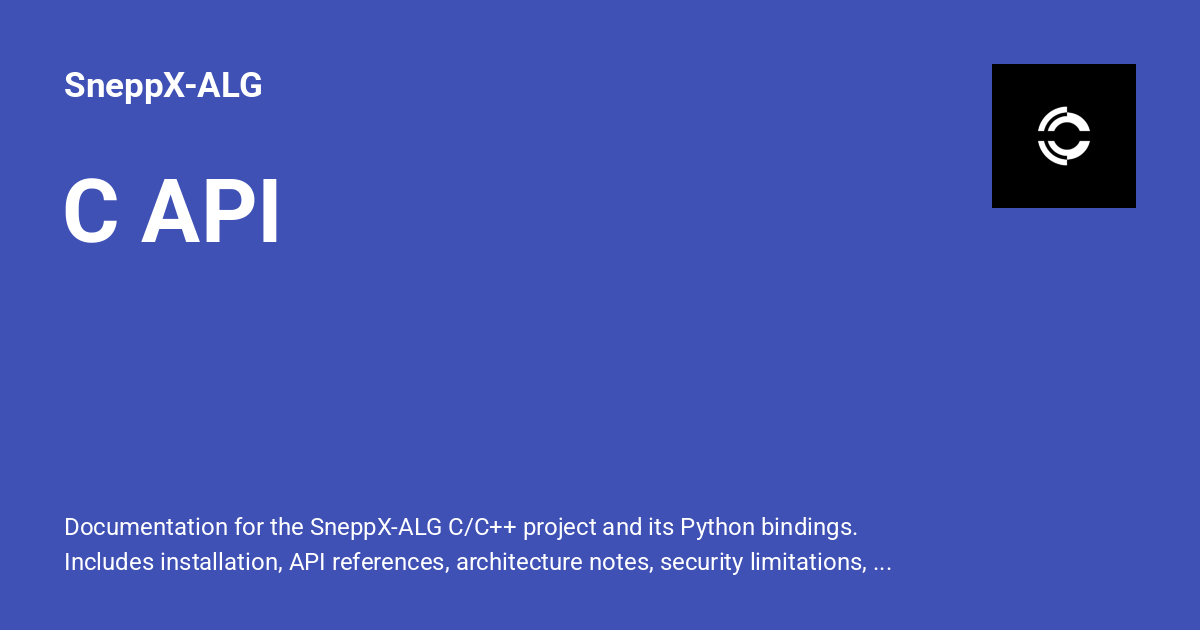 SneppX-ALG
C API
Documentation for the SneppX-ALG C/C++ project and its Python bindings.
Includes installation, API references, architecture notes, security limitations, ...